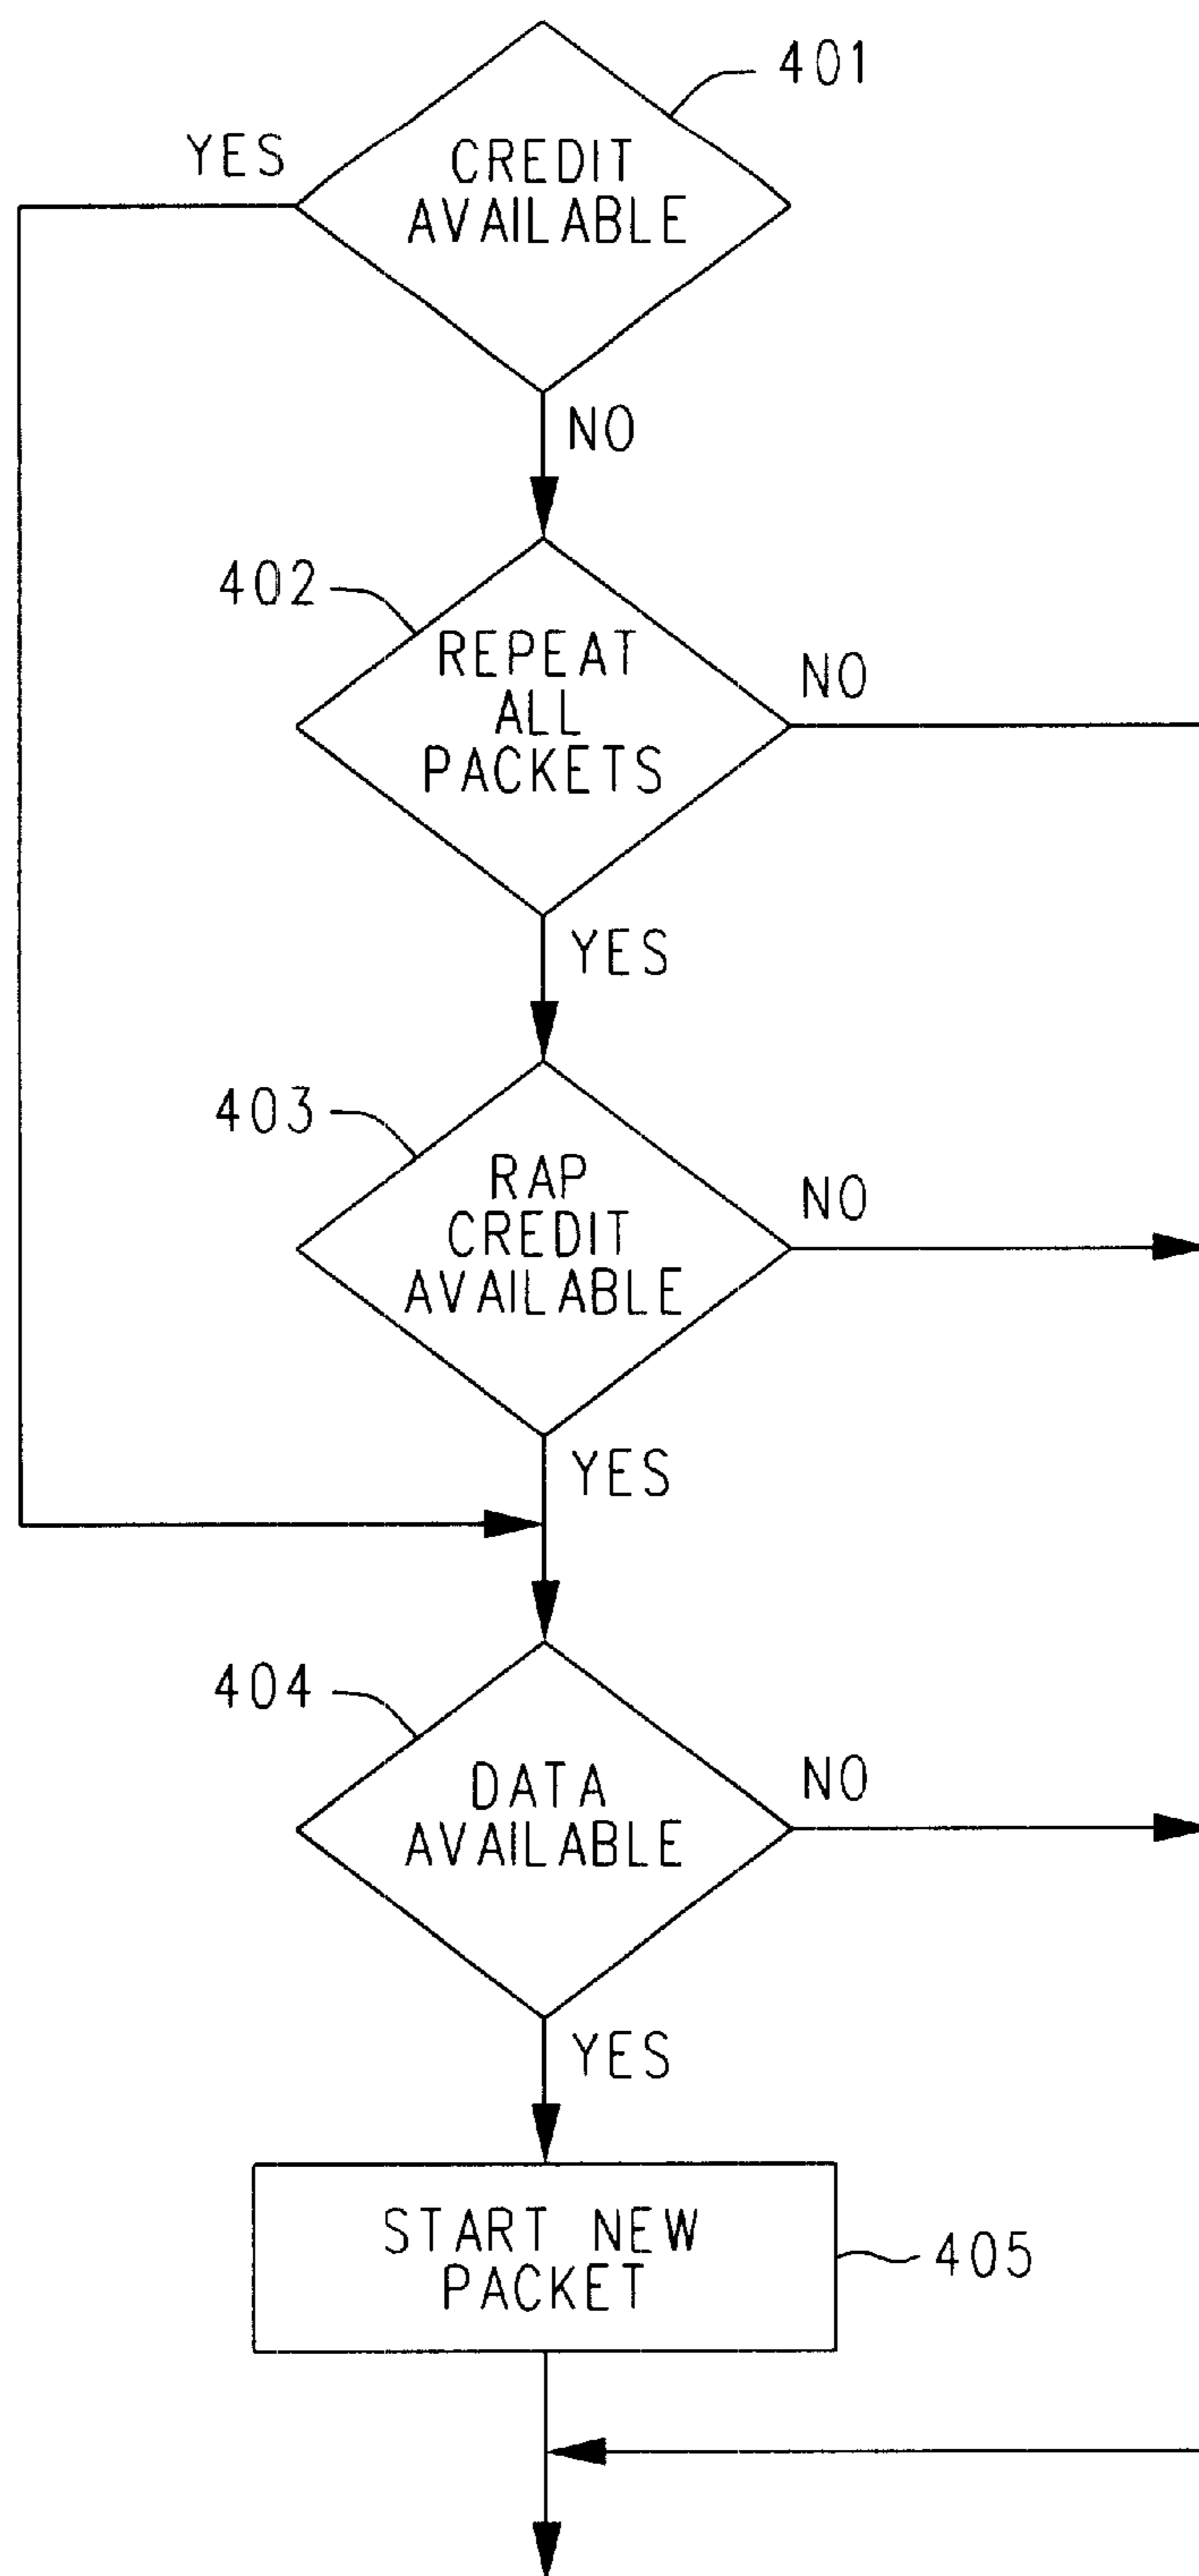 401
YES
CREDIT
AVAILABLE
NO
402
REPEAT
ALL
PACKETS
NO
YES
403
RAP
CREDIT
AVAILABLE
NO
YES
404
DATA
AVAILABLE
NO
YES
START NEW
PACKET
405